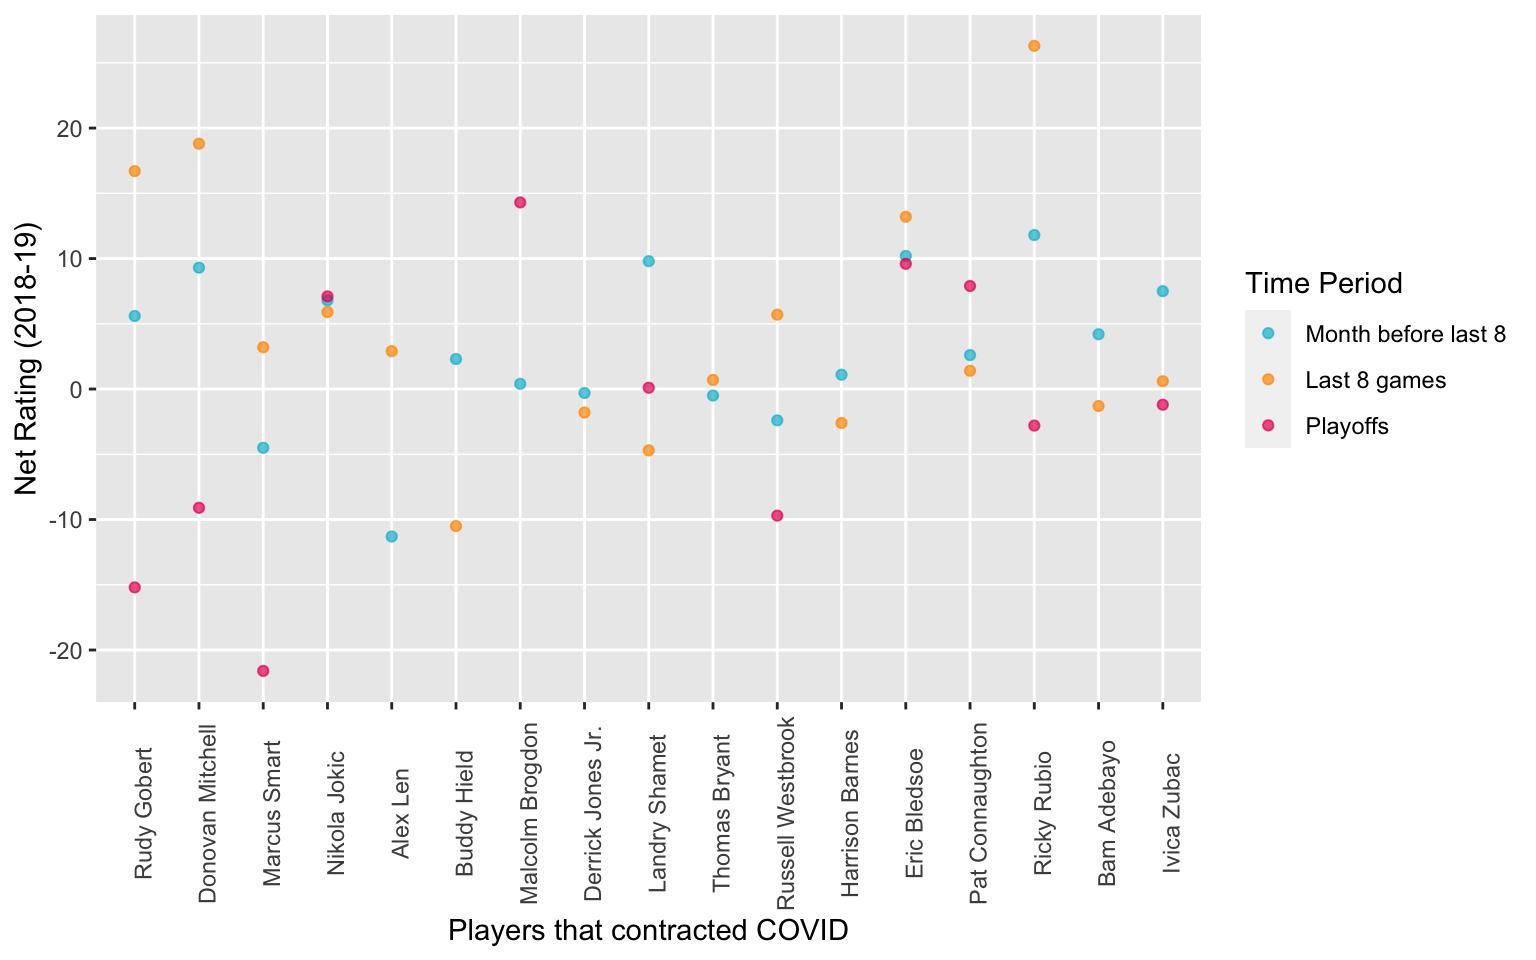 Net Rating (2018-19)
20
10
0
-10
-20
Rudy Gobert
Donovan Mitchell
Marcus Smart
Nikola Jokic
Alex Len
Buddy Hield
Malcolm Brogdon
Derrick Jones Jr.
Landry Shamet
Thomas Bryant
Russell Westbrook
Harrison Barnes
Eric Bledsoe
Pat Connaughton
Ricky Rubio
Bam Adebayo
Ivica Zubac
Players that contracted COVID
Time Period
Month before last 8
Last 8 games
Playoffs